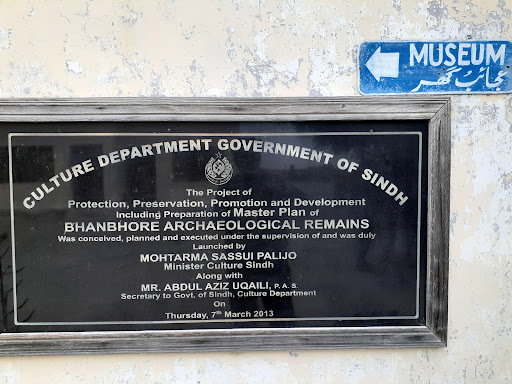 MUSEUM
عجائب گھر
CULTURE DEPARTMENT GOVERNMENT OF SINDH
The Project of
Protection, Preservation, Promotion and Development
Including Preparation of Master Plan of
BHANBHORE ARCHAEOLOGICAL REMAINS
Was conceived, planned and executed under the supervision of and was duly
Launched by
MOHTARMA SASSUI PALIJO
Minister Culture Sindh
Along with
MR. ABDUL AZIZ UQAILI, P.A.S.
Secretary to Govt. of Sindh, Culture Department
On
Thursday, 7th March 2013